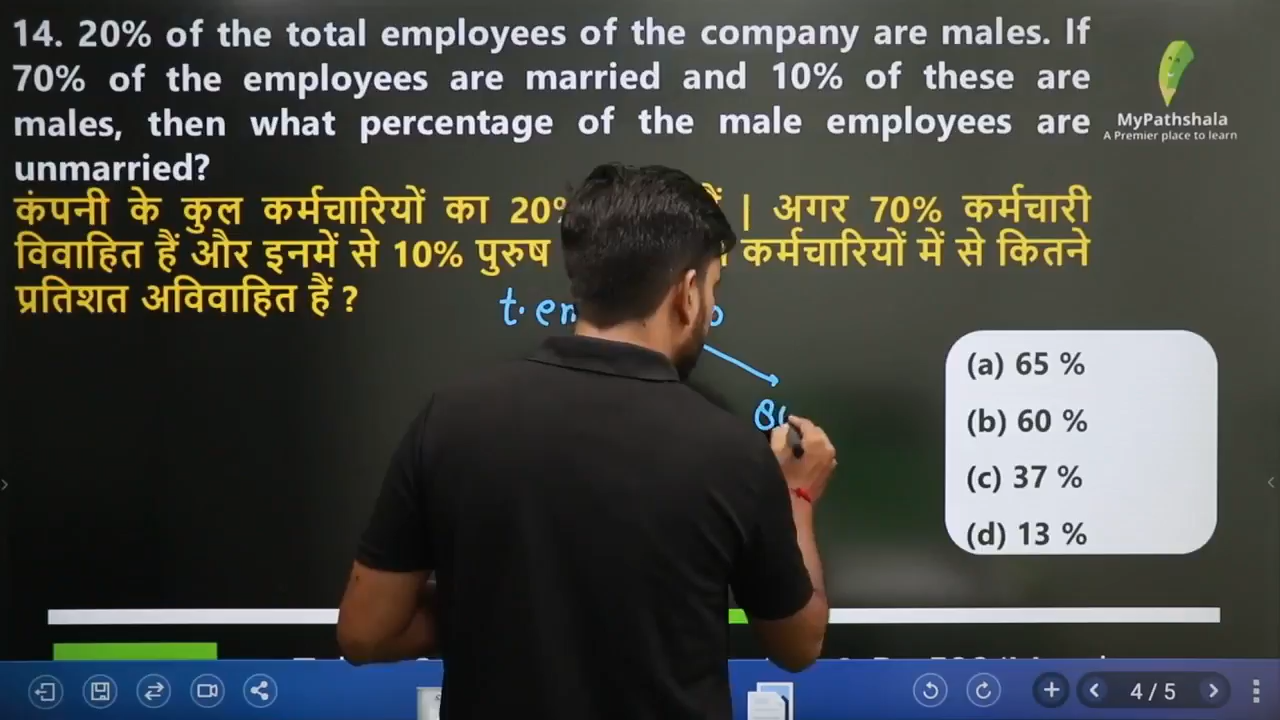 14. 20% of the total employees of the company are males. If
70% of the employees are married and 10% of these are
males, then what percentage of the male employees are
unmarried?
कंपनी के कुल कर्मचारियों का 20% | अगर 70% कर्मचारी
विवाहित हैं और इनमें से 10% पुरुष कर्मचारियों में से कितने
प्रतिशत अविवाहित हैं ?
MyPathshala
A Premier place to learn
t. em
(a) 65 %
(b) 60 %
(c) 37 %
(d) 13 %
4 / 5